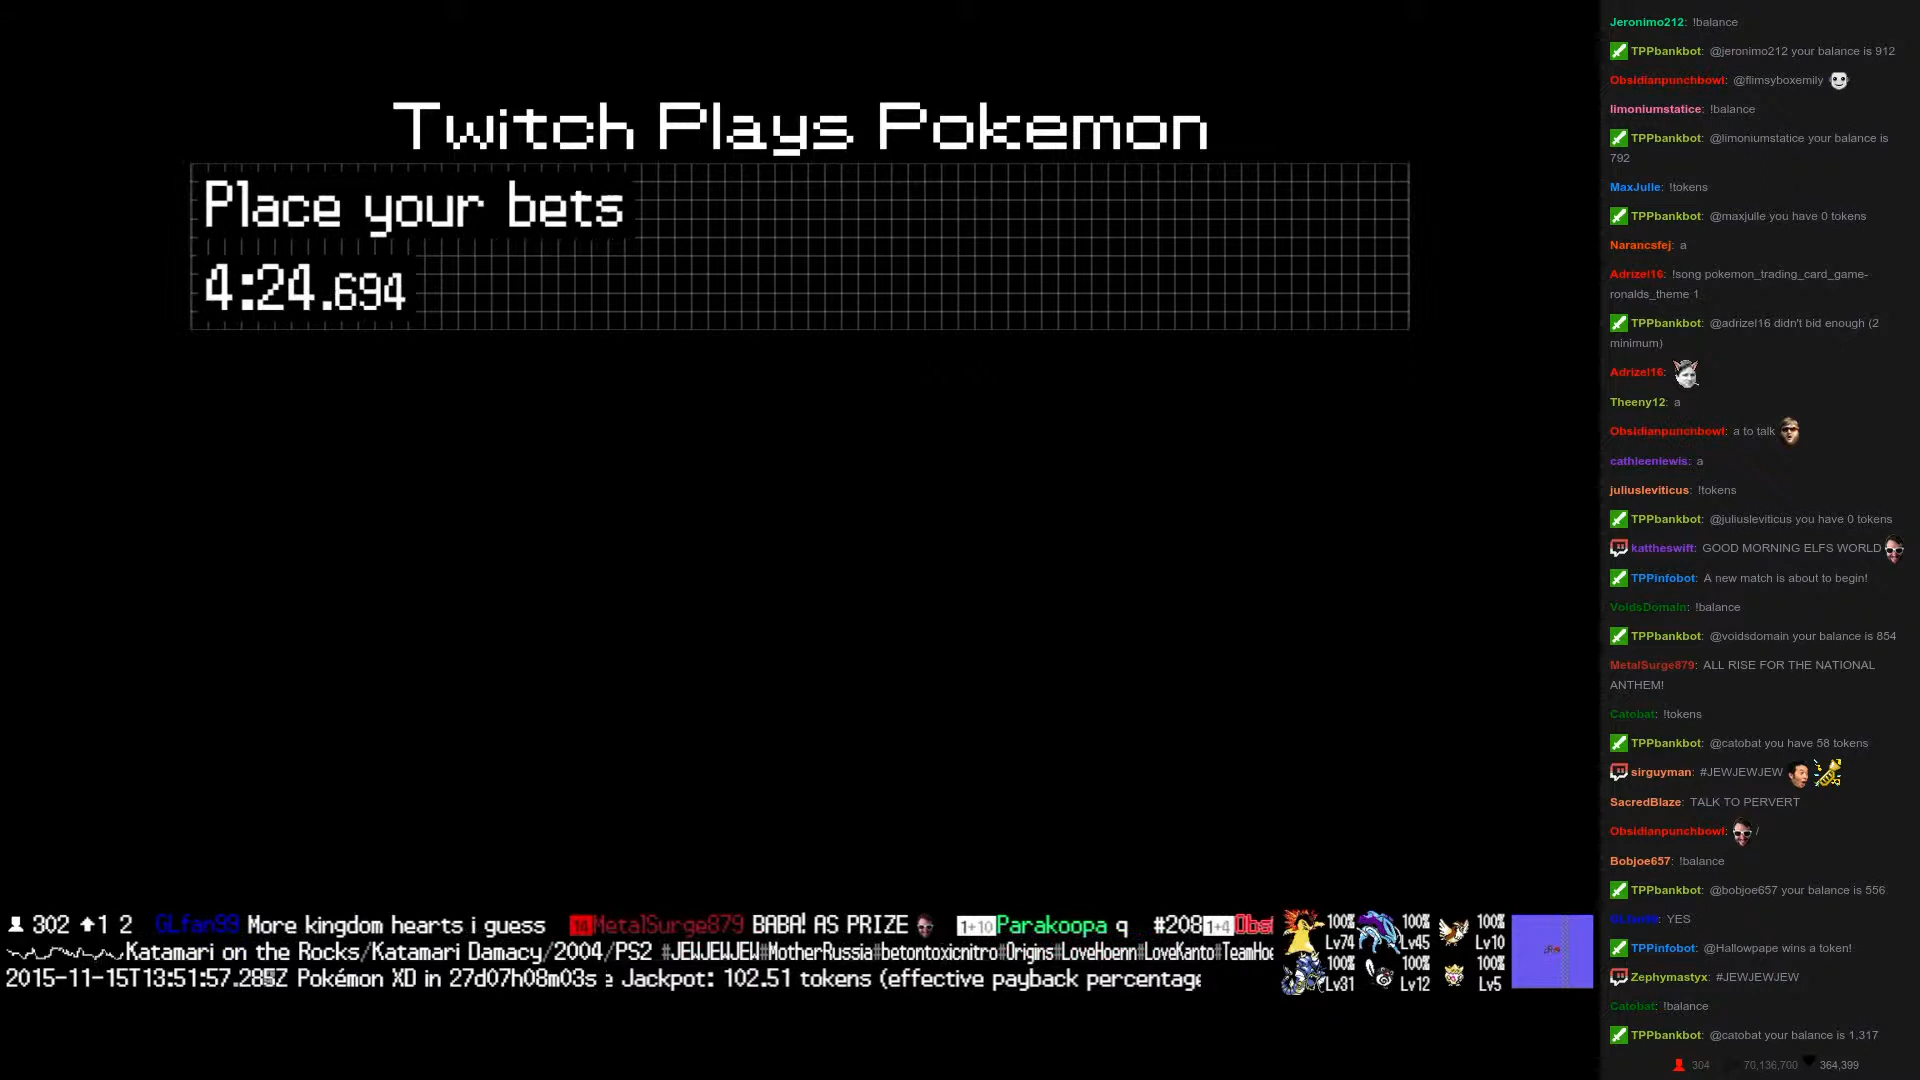 Twitch Plays Pokemon
Place your bets
4:24.694
302 1 2 GLfan99 More kingdom hearts i guess 14 MetalSurge879 BABA! AS PRIZE 1+10 Parakoopa q #208 1+4 Obs
Katamari on the Rocks/Katamari Damacy/2004/PS2 #JEWJEWJEW#MotherRussia#betontoxicnitro#Origins#LoveHoenn#LoveKanto#TeamHo
2015-11-15T13:51:57.285Z Pokémon XD in 27d07h08m03s Jackpot: 102.51 tokens (effective payback percentage
100% 100% 100%
Lv74 Lv45 Lv10
100% 100% 100%
Lv31 Lv12 Lv5
Jeronimo212: !balance
TPPbankbot: @jeronimo212 your balance is 912
Obsidianpunchbowl: @flimsyboxemily
limoniumstatice: !balance
TPPbankbot: @limoniumstatice your balance is
792
MaxJulle: !tokens
TPPbankbot: @maxjulle you have 0 tokens
Narancsfej: a
Adrizel16: !song pokemon_trading_card_game-
ronalds_theme 1
TPPbankbot: @adrizel16 didn't bid enough (2
minimum)
Adrizel16:
Theeny12: a
Obsidianpunchbowl: a to talk
cathleenlewis: a
juliusleviticus: !tokens
TPPbankbot: @juliusleviticus you have 0 tokens
kattheswift: GOOD MORNING ELFS WORLD
TPPinfobot: A new match is about to begin!
VoidsDomain: !balance
TPPbankbot: @voidsdomain your balance is 854
MetalSurge879: ALL RISE FOR THE NATIONAL
ANTHEM!
Catobat: !tokens
TPPbankbot: @catobat you have 58 tokens
sirguyman: #JEWJEWJEW
SacredBlaze: TALK TO PERVERT
Obsidianpunchbowl: /
Bobjoe657: !balance
TPPbankbot: @bobjoe657 your balance is 556
GLfan99: YES
TPPinfobot: @Hallowpape wins a token!
Zephymastyx: #JEWJEWJEW
Catobat: !balance
TPPbankbot: @catobat your balance is 1,317
304 70,136,700 364,399